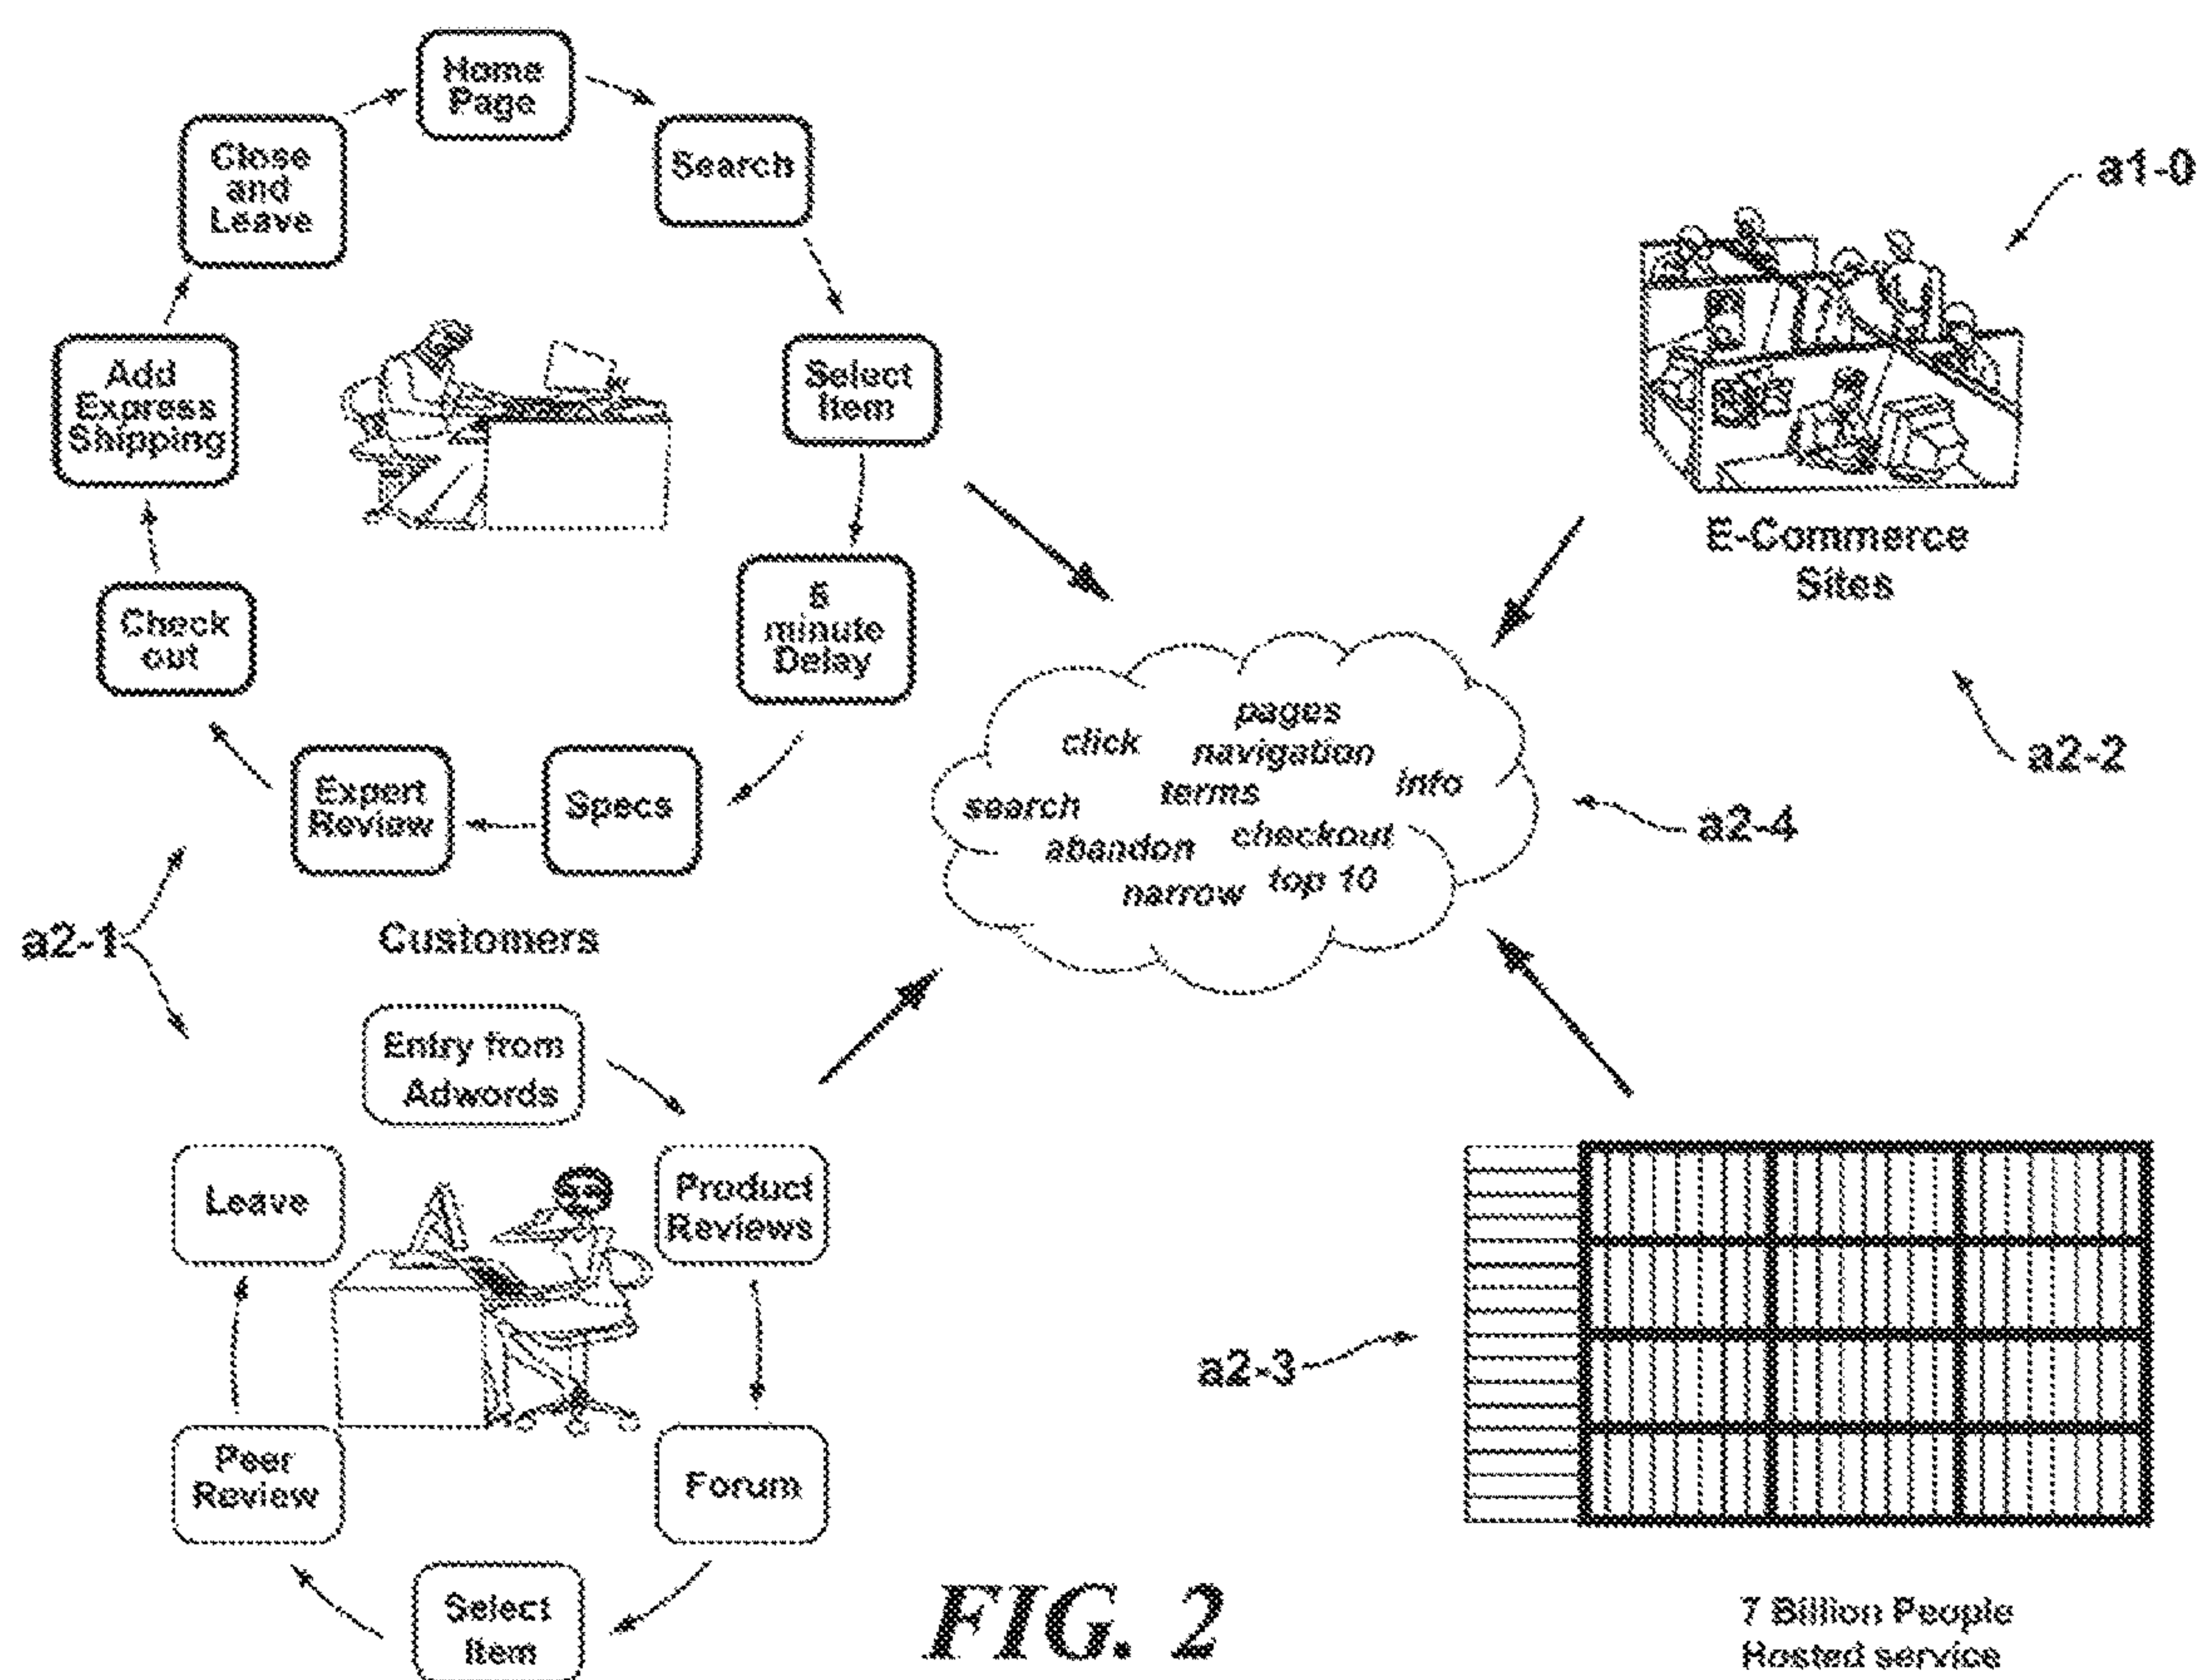 Home
Page
Search
Select
Item
minute
Delay
Specs
Expert
Review
Check
out
Add
Express
Shipping
Close
and
Leave
a1-0
E-Commerce
Sites
a2-2
pages
click
navigation
info
terms
search
checkout
abandon
top 10
narrow
a2-4
a2-1
Customers
Entry from
Adwords
Product
Reviews
Forum
Select
Item
Peer
Review
Leave
a2-3
7 Billion People
Hosted service
FIG. 2